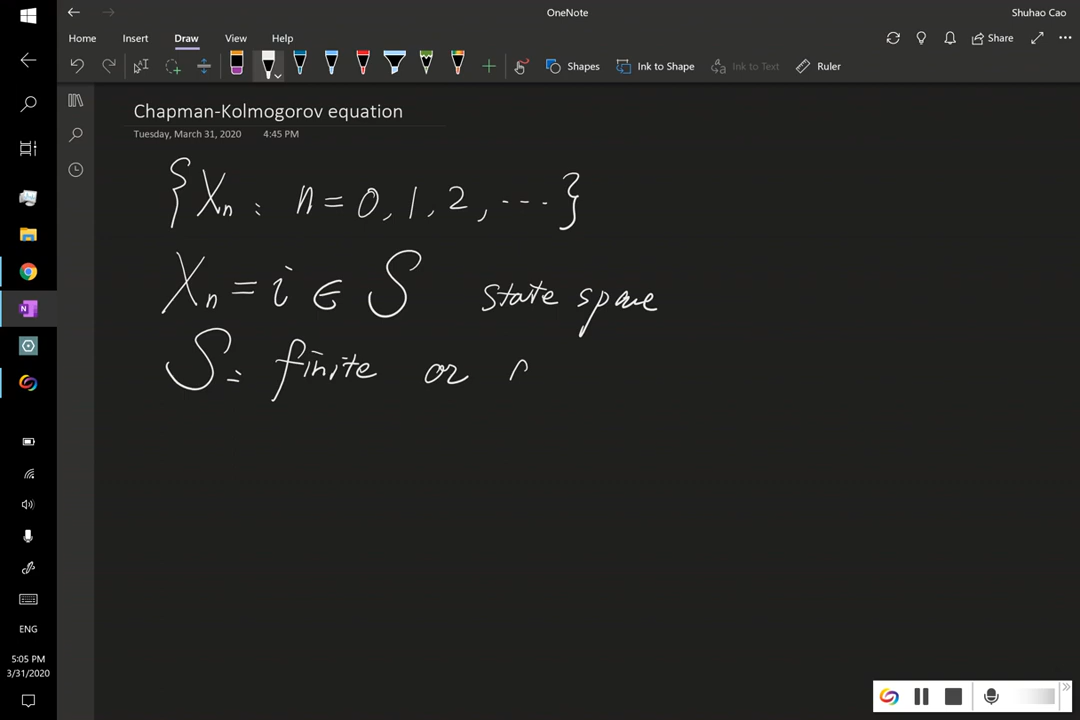 OneNote
Shuhao Cao
Home Insert Draw View Help
Share
Shapes Ink to Shape Ink to Text Ruler
Chapman-Kolmogorov equation
Tuesday, March 31, 2020 4:45 PM
{Xₙ : n = 0, 1, 2, ⋯}
Xₙ = i ∈ S state space
S = finite or
ENG
5:05 PM
3/31/2020